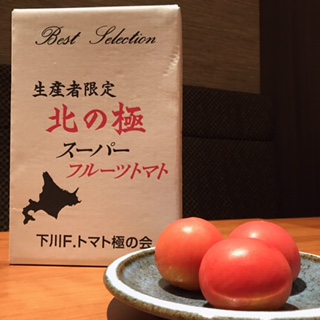 Best Selection
生産者限定
北の極
スーパー
フルーツトマト
下川F.トマト極の会